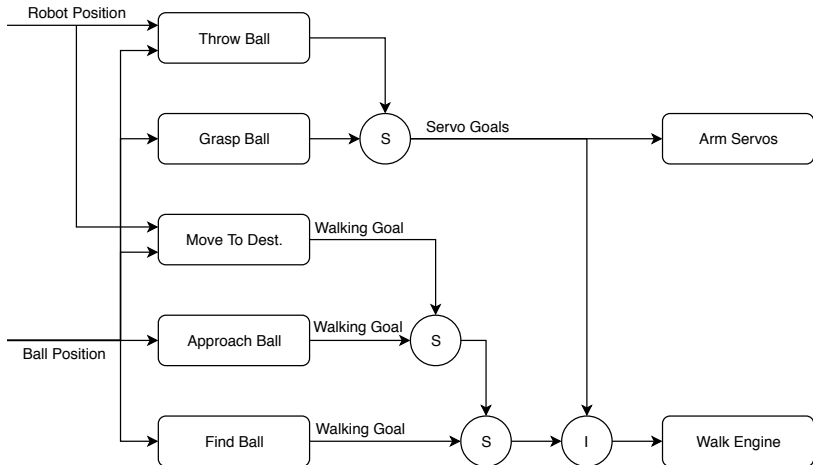 Robot Position
Throw Ball
Servo Goals
Grasp Ball
S
Arm Servos
Walking Goal
Move To Dest.
Walking Goal
Approach Ball
S
Ball Position
Walking Goal
Find Ball
S
I
Walk Engine